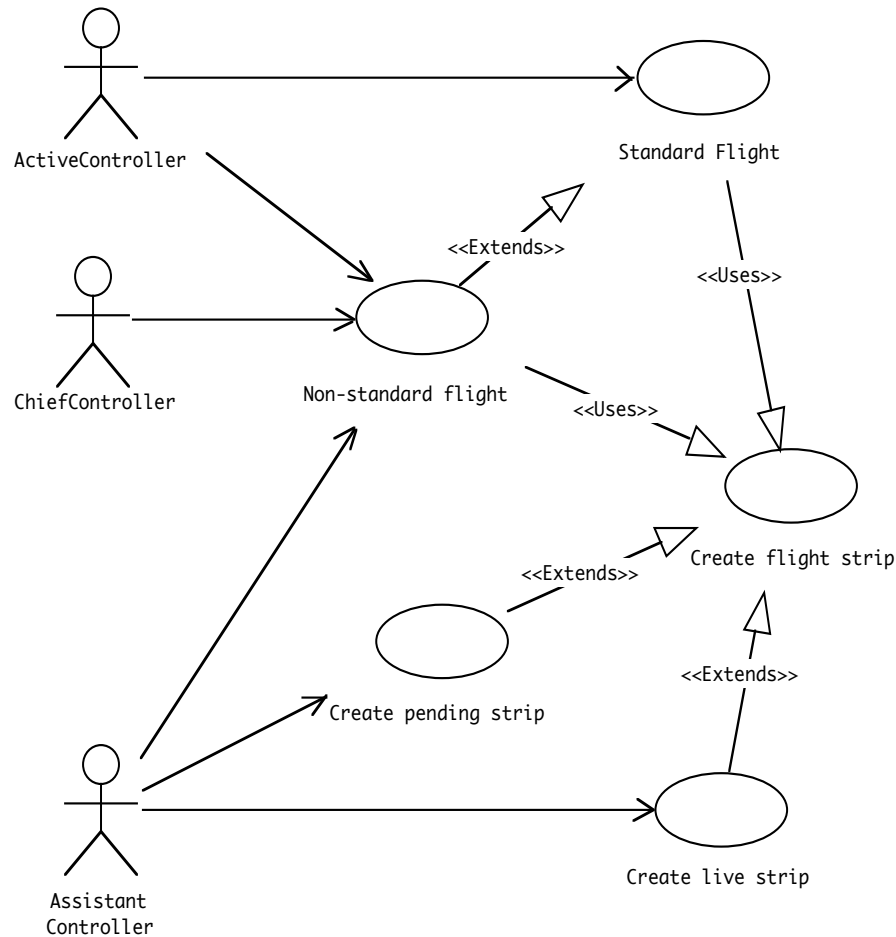 ActiveController
Standard Flight
<<Extends>>
<<Uses>>
ChiefController
Non-standard flight
<<Uses>>
Create flight strip
<<Extends>>
<<Extends>>
Create pending strip
Create live strip
Assistant
Controller